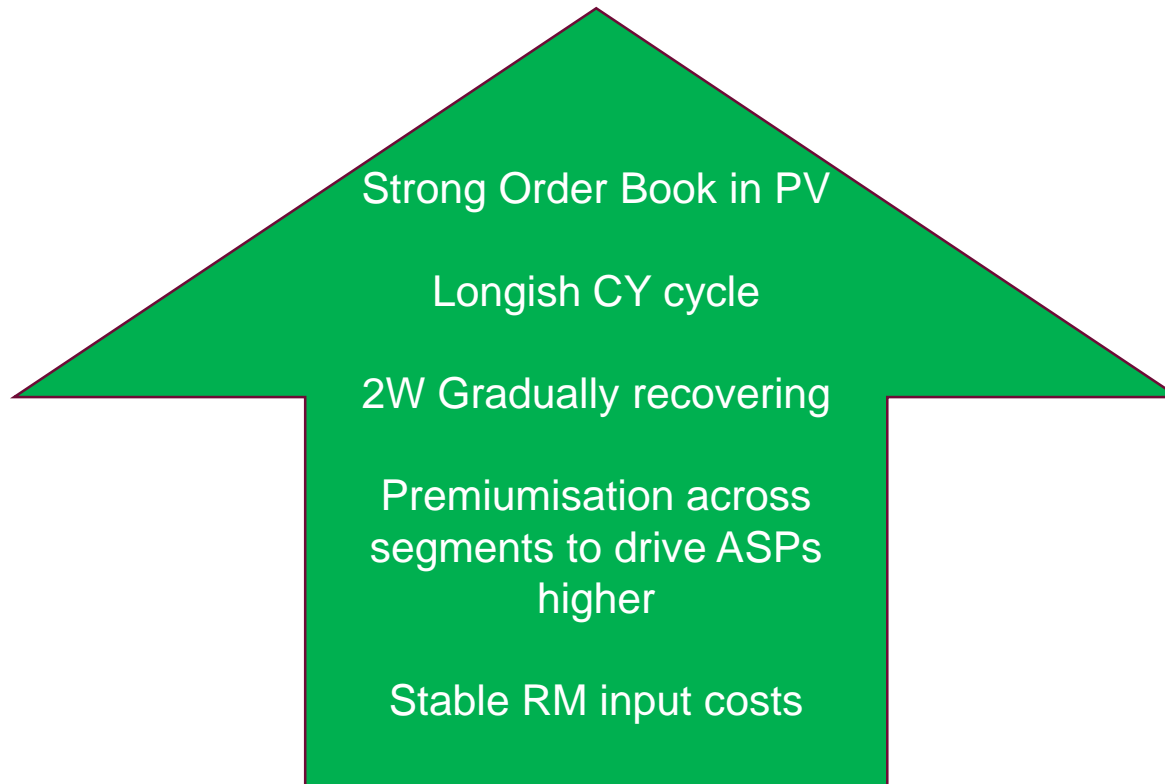 Strong Order Book in PV
Longish CY cycle
2W Gradually recovering
Premiumisation across
segments to drive ASPs
higher
Stable RM input costs